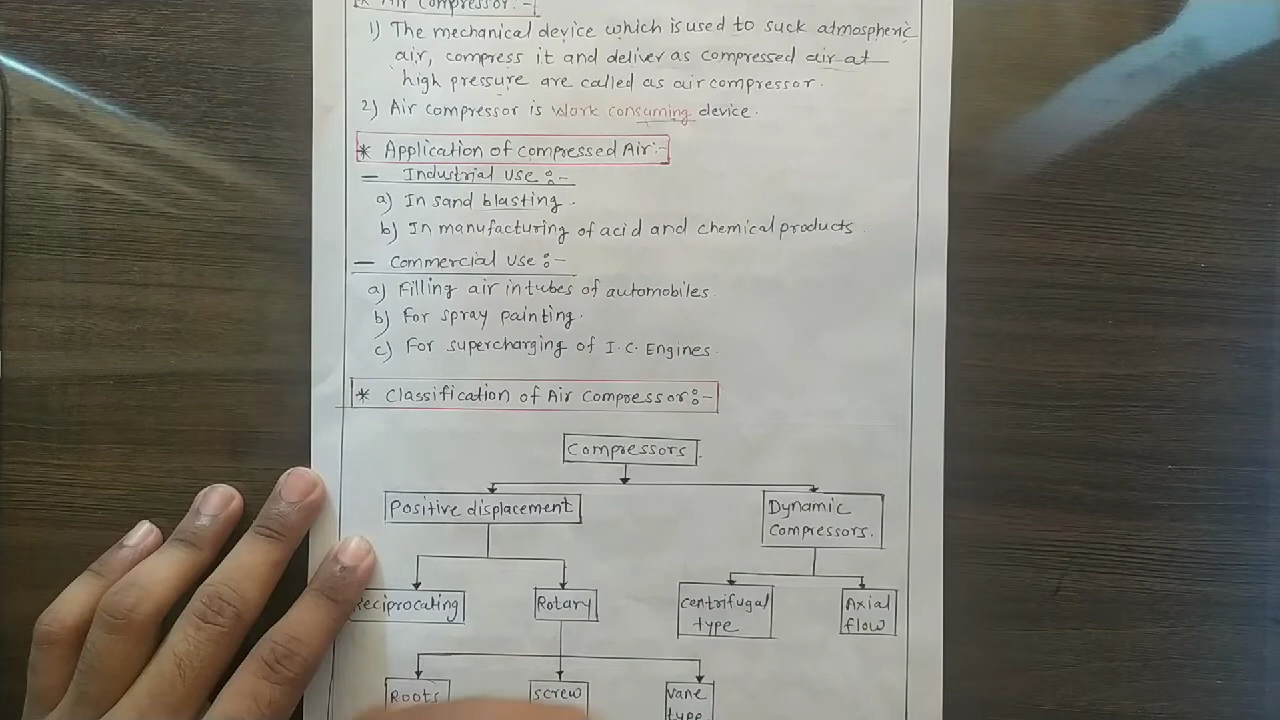 * Air Compressor:-
1) The mechanical device which is used to suck atmospheric
air, compress it and deliver as compressed air at
high pressure are called as air compressor.
2) Air compressor is work consuming device.
* Application of compressed Air:-
— Industrial use:-
a) In sand blasting.
b) In manufacturing of acid and chemical products.
— Commercial use:-
a) Filling air in tubes of automobiles.
b) For spray painting.
c) For supercharging of I.C. Engines.
* Classification of Air compressor:-
Compressors.
Positive displacement
Dynamic
compressors.
Reciprocating
Rotary
centrifugal
type
Axial
flow
Roots
screw
vane
type